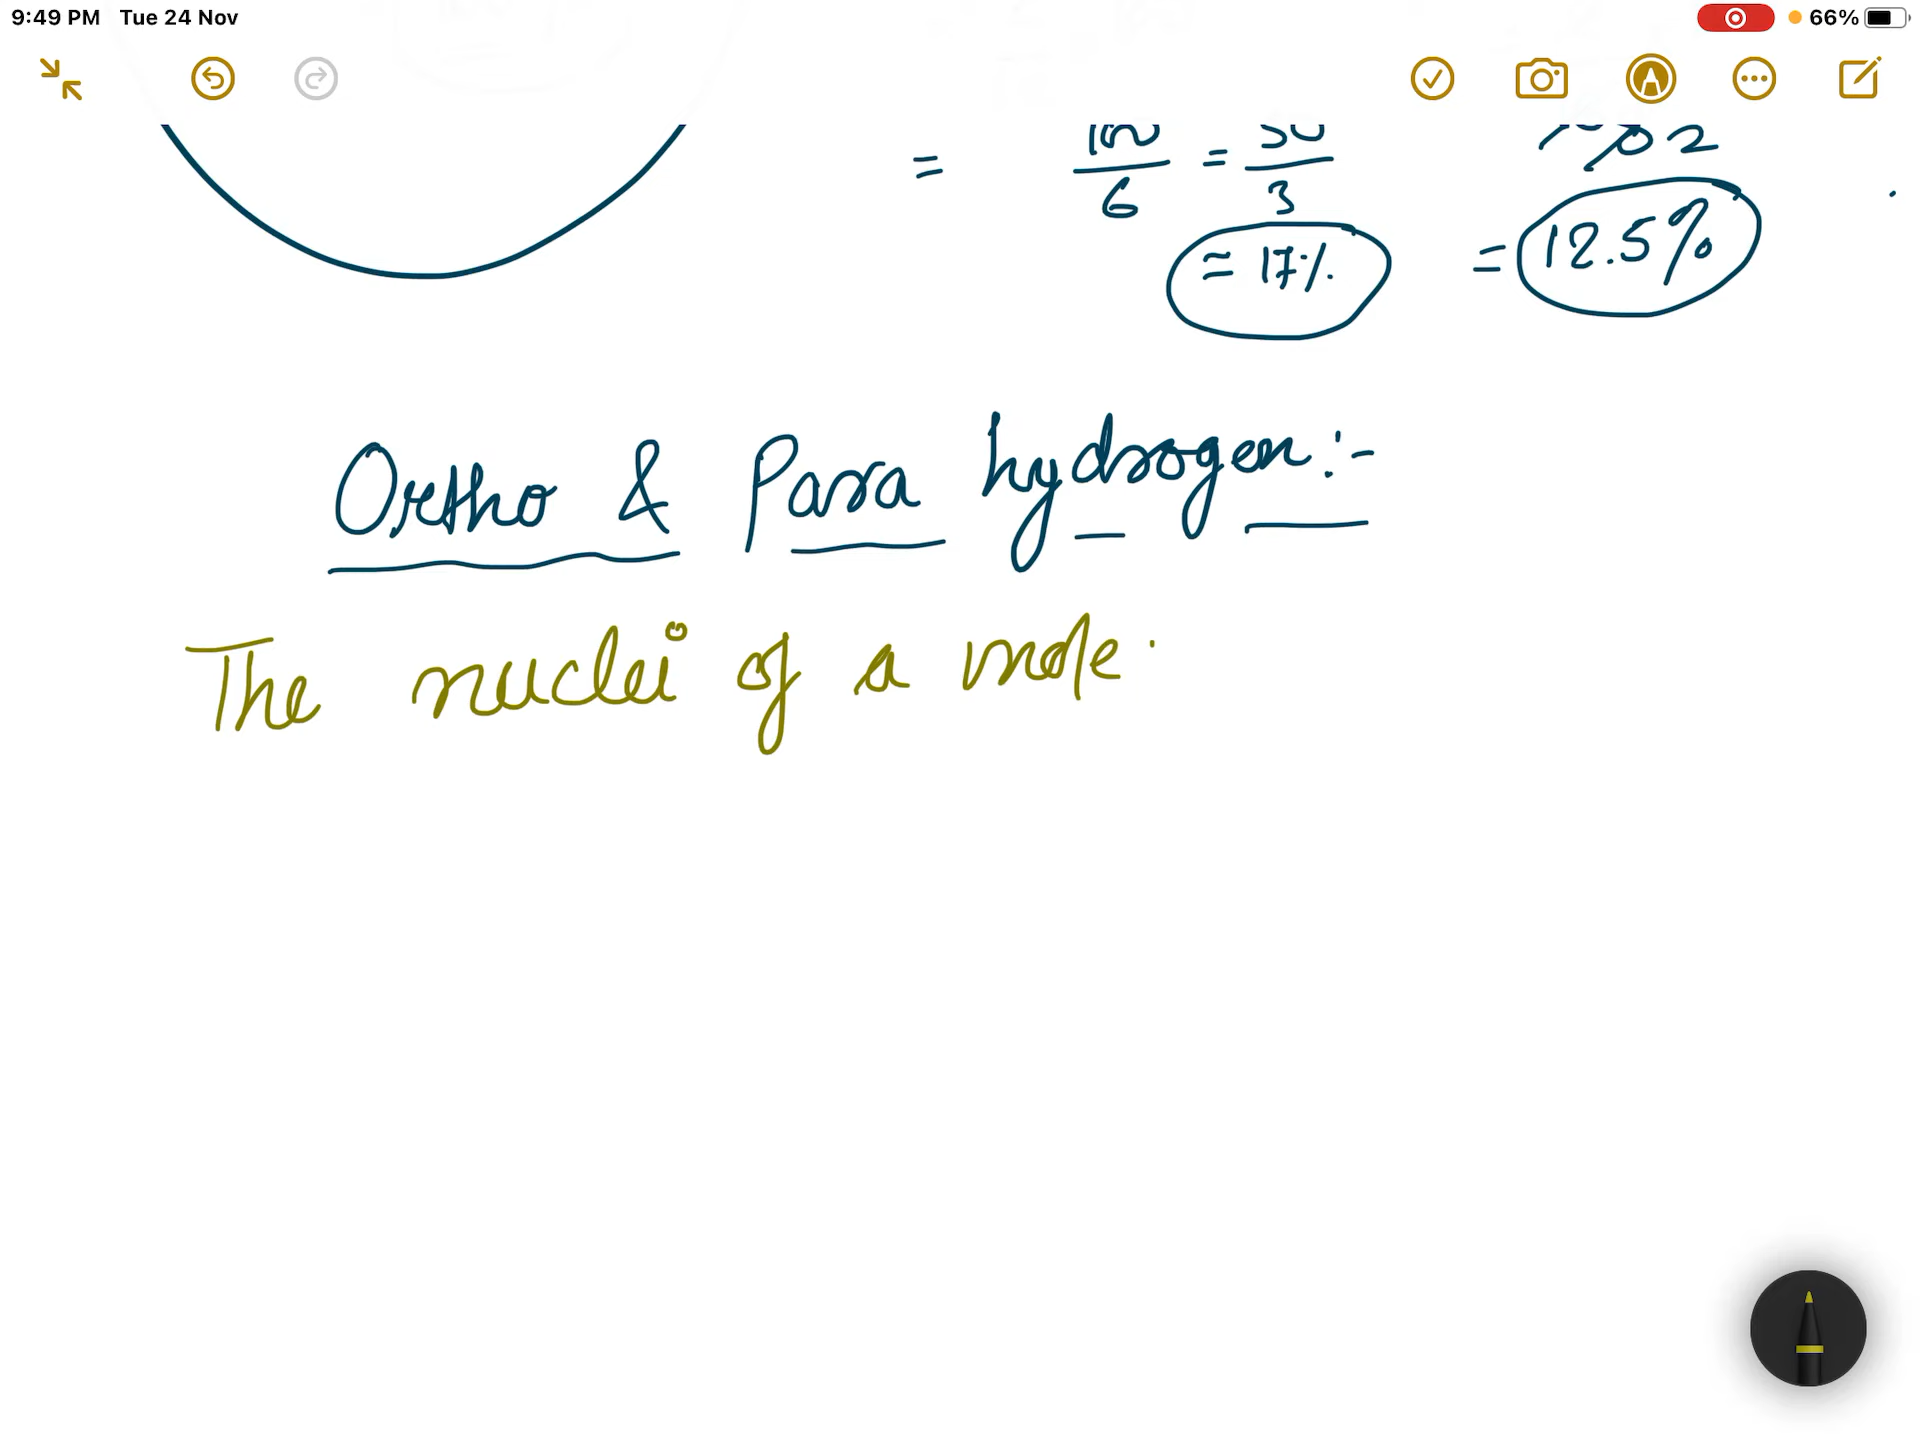 9:49 PM Tue 24 Nov 66%
= 100/6 = 50/3
≈ 17% = 12.5%
Ortho & Para hydrogen:-
The nuclei of a mole